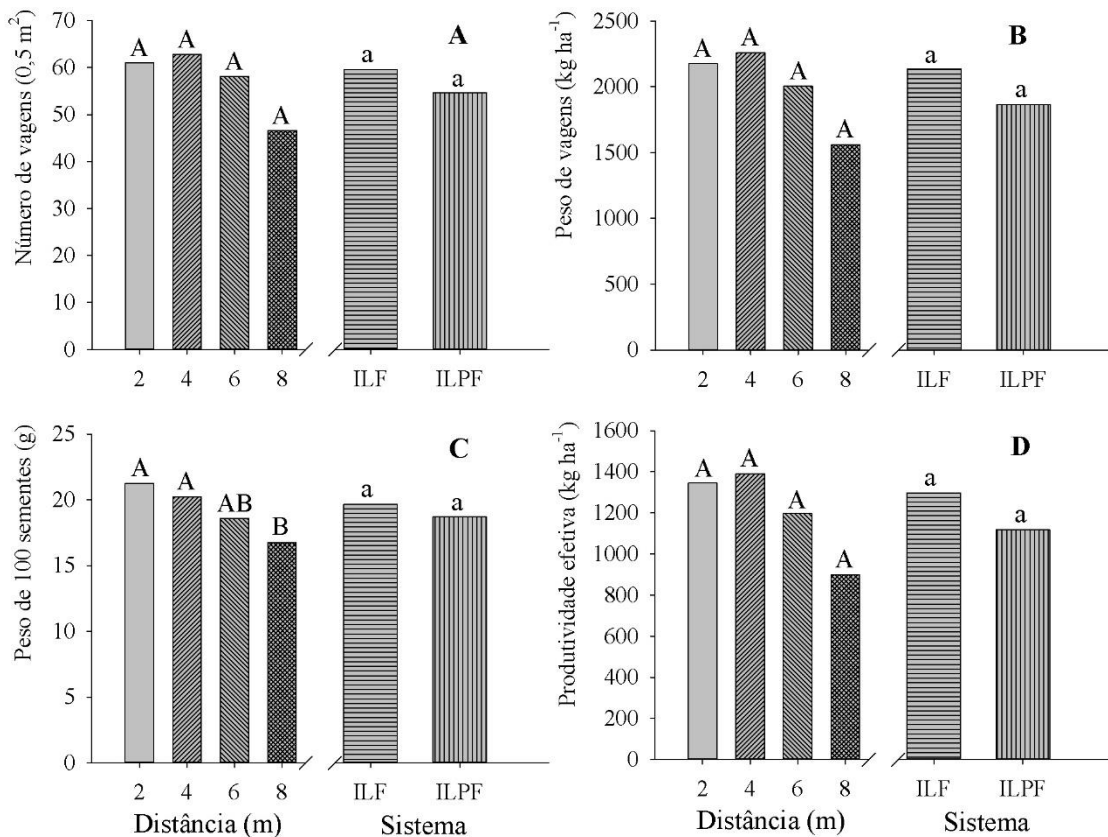 A
Número de vagens (0,5 m²)
70
60
50
40
30
20
10
0
A A A A a a
2 4 6 8 ILF ILPF
B
Peso de vagens (kg ha⁻¹)
2500
2000
1500
1000
500
0
A A A A a a
2 4 6 8 ILF ILPF
C
Peso de 100 sementes (g)
25
20
15
10
5
0
A A AB B a a
2 4 6 8 ILF ILPF
Distância (m) Sistema
D
Produtividade efetiva (kg ha⁻¹)
1600
1400
1200
1000
800
600
400
200
0
A A A A a a
2 4 6 8 ILF ILPF
Distância (m) Sistema